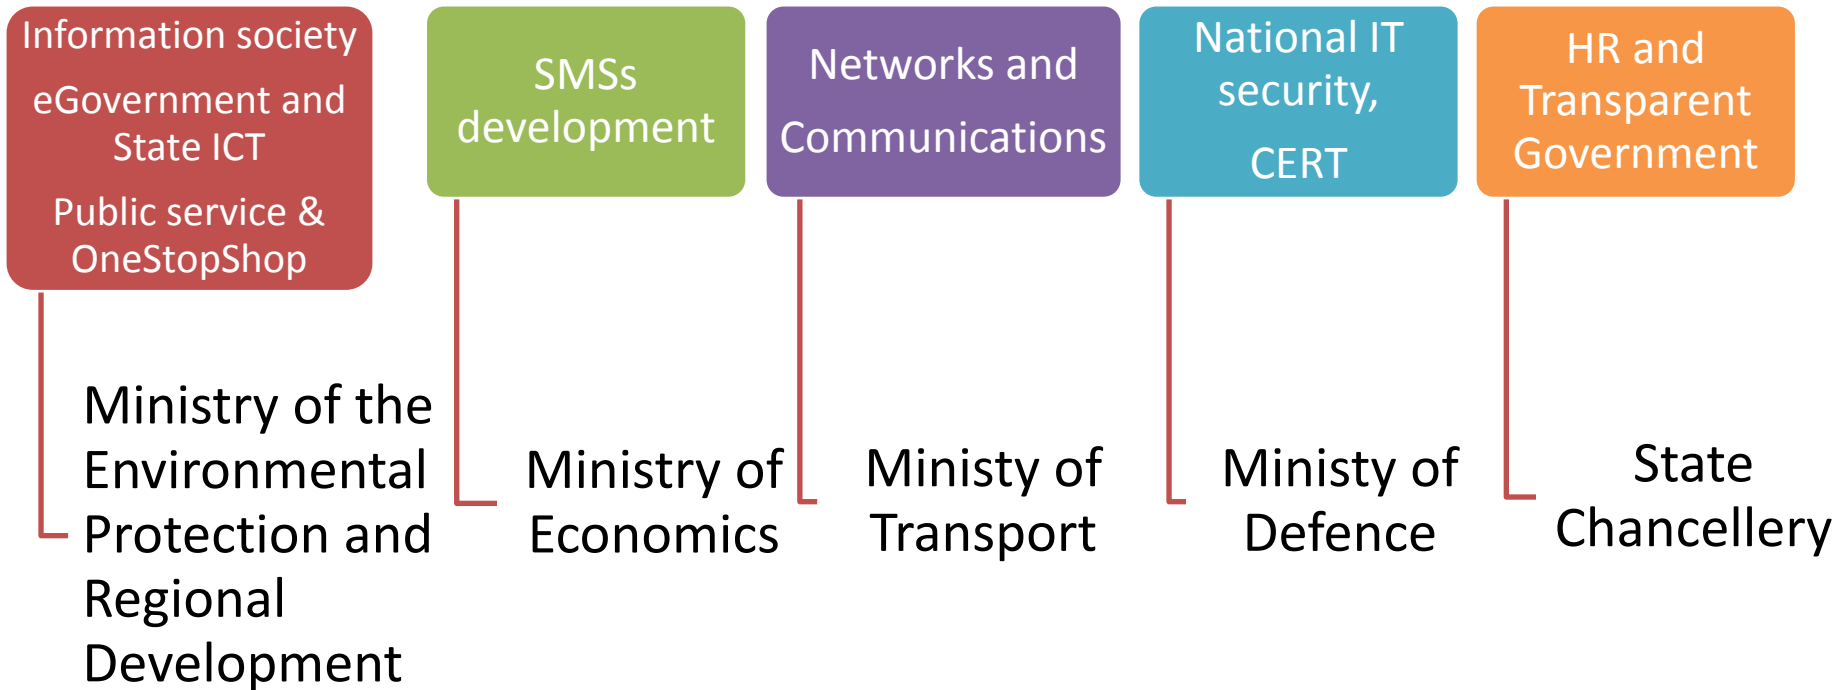 Information society
eGovernment and
State ICT
Public service &
OneStopShop
SMSs
development
Networks and
Communications
National IT
security,
CERT
HR and
Transparent
Government
Ministry of the
Environmental
Protection and
Regional
Development
Ministry of
Economics
Ministy of
Transport
Ministy of
Defence
State
Chancellery